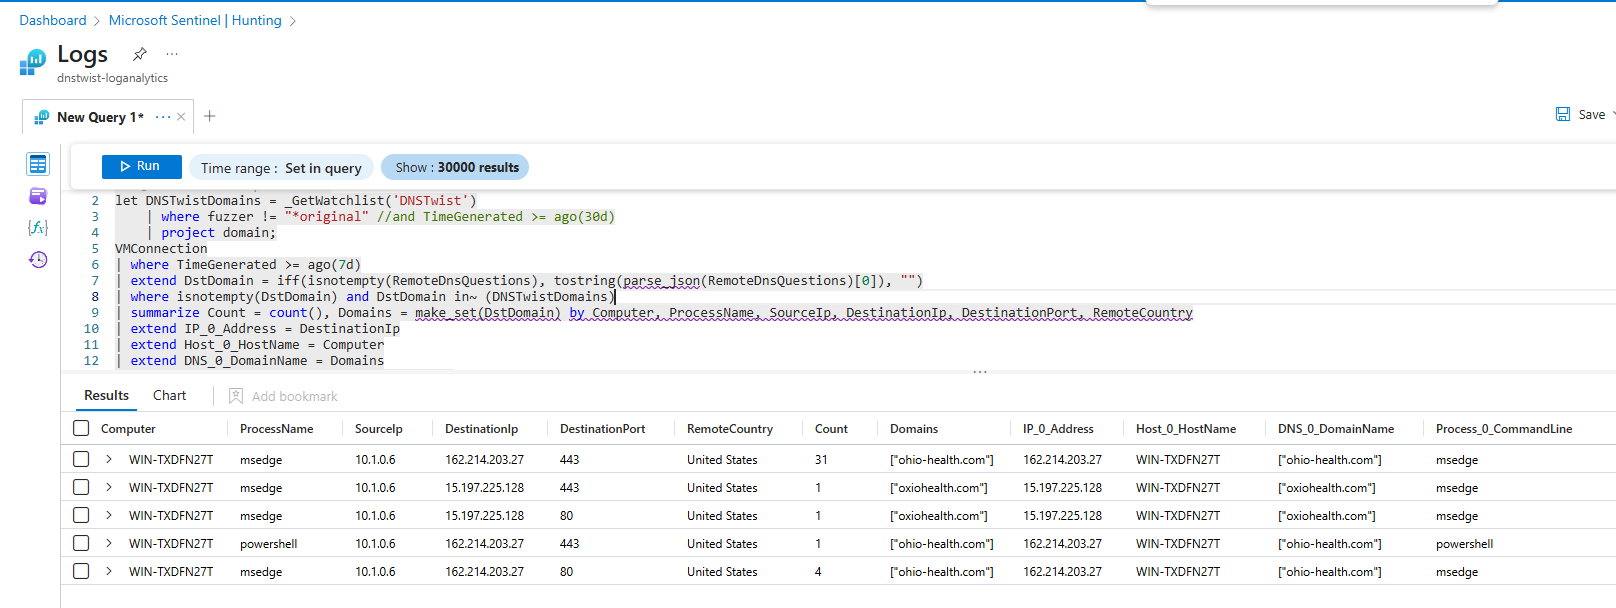 Dashboard > Microsoft Sentinel | Hunting >
Logs
dnstwist-loganalytics
New Query 1*
Save
Run Time range : Set in query Show : 30000 results
2 let DNSTwistDomains = _GetWatchlist('DNSTwist')
3 | where fuzzer != "*original" //and TimeGenerated >= ago(30d)
4 | project domain;
5 VMConnection
6 | where TimeGenerated >= ago(7d)
7 | extend DstDomain = iff(isnotempty(RemoteDnsQuestions), tostring(parse_json(RemoteDnsQuestions)[0]), "")
8 | where isnotempty(DstDomain) and DstDomain in~ (DNSTwistDomains)
9 | summarize Count = count(), Domains = make_set(DstDomain) by Computer, ProcessName, SourceIp, DestinationIp, DestinationPort, RemoteCountry
10 | extend IP_0_Address = DestinationIp
11 | extend Host_0_HostName = Computer
12 | extend DNS_0_DomainName = Domains
Results Chart Add bookmark
Computer ProcessName SourceIp DestinationIp DestinationPort RemoteCountry Count Domains IP_0_Address Host_0_HostName DNS_0_DomainName Process_0_CommandLine
WIN-TXDFN27T msedge 10.1.0.6 162.214.203.27 443 United States 31 ["ohio-health.com"] 162.214.203.27 WIN-TXDFN27T ["ohio-health.com"] msedge
WIN-TXDFN27T msedge 10.1.0.6 15.197.225.128 443 United States 1 ["oxiohealth.com"] 15.197.225.128 WIN-TXDFN27T ["oxiohealth.com"] msedge
WIN-TXDFN27T msedge 10.1.0.6 15.197.225.128 80 United States 1 ["oxiohealth.com"] 15.197.225.128 WIN-TXDFN27T ["oxiohealth.com"] msedge
WIN-TXDFN27T powershell 10.1.0.6 162.214.203.27 443 United States 1 ["ohio-health.com"] 162.214.203.27 WIN-TXDFN27T ["ohio-health.com"] powershell
WIN-TXDFN27T msedge 10.1.0.6 162.214.203.27 80 United States 4 ["ohio-health.com"] 162.214.203.27 WIN-TXDFN27T ["ohio-health.com"] msedge